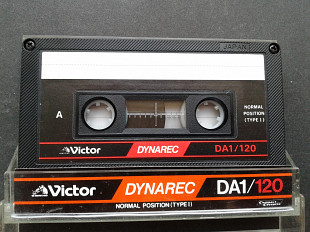 JAPAN
A
NORMAL
POSITION
(TYPE I)
Victor DYNAREC DA1/120
Victor DYNAREC DA1/120
NORMAL POSITION (TYPE I)